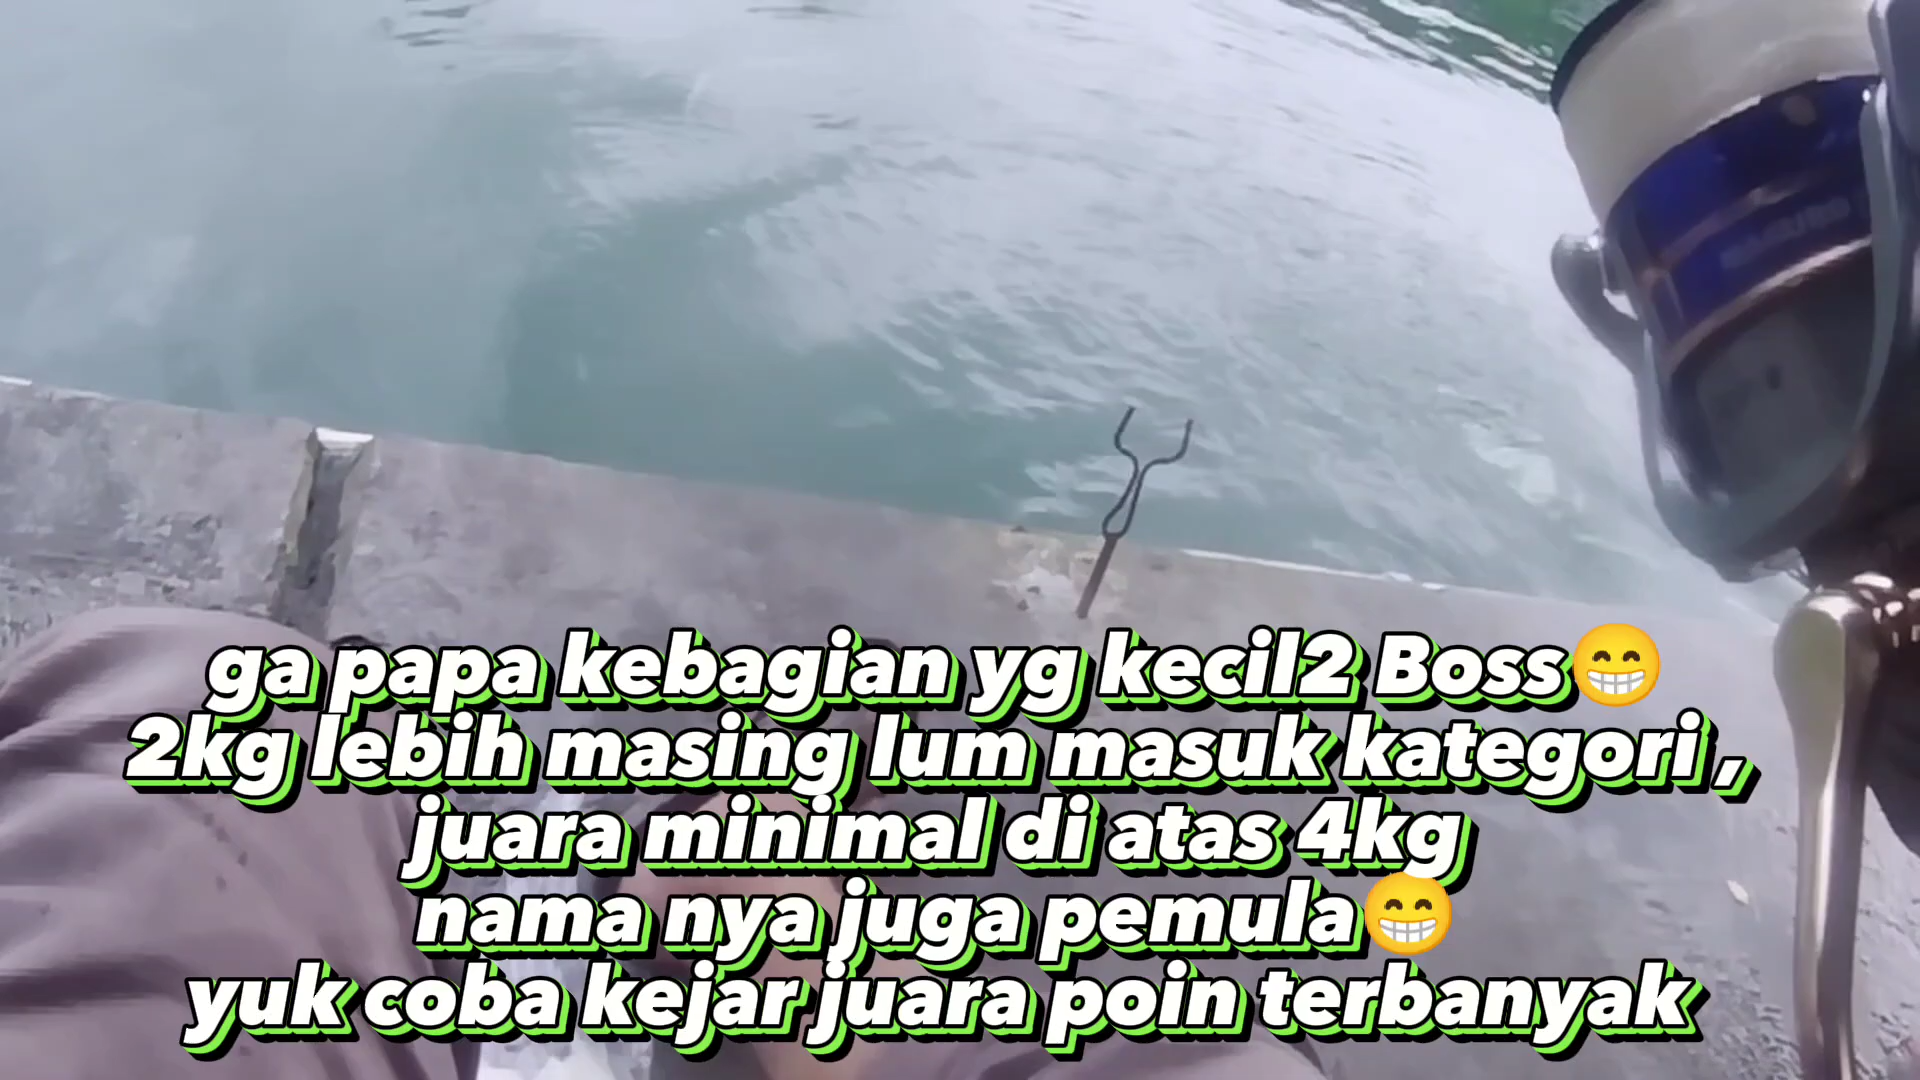 ga papa kebagian yg kecil2 Boss😁
2kg lebih masing lum masuk kategori ,
juara minimal di atas 4kg
nama nya juga pemula😁
yuk coba kejar juara poin terbanyak